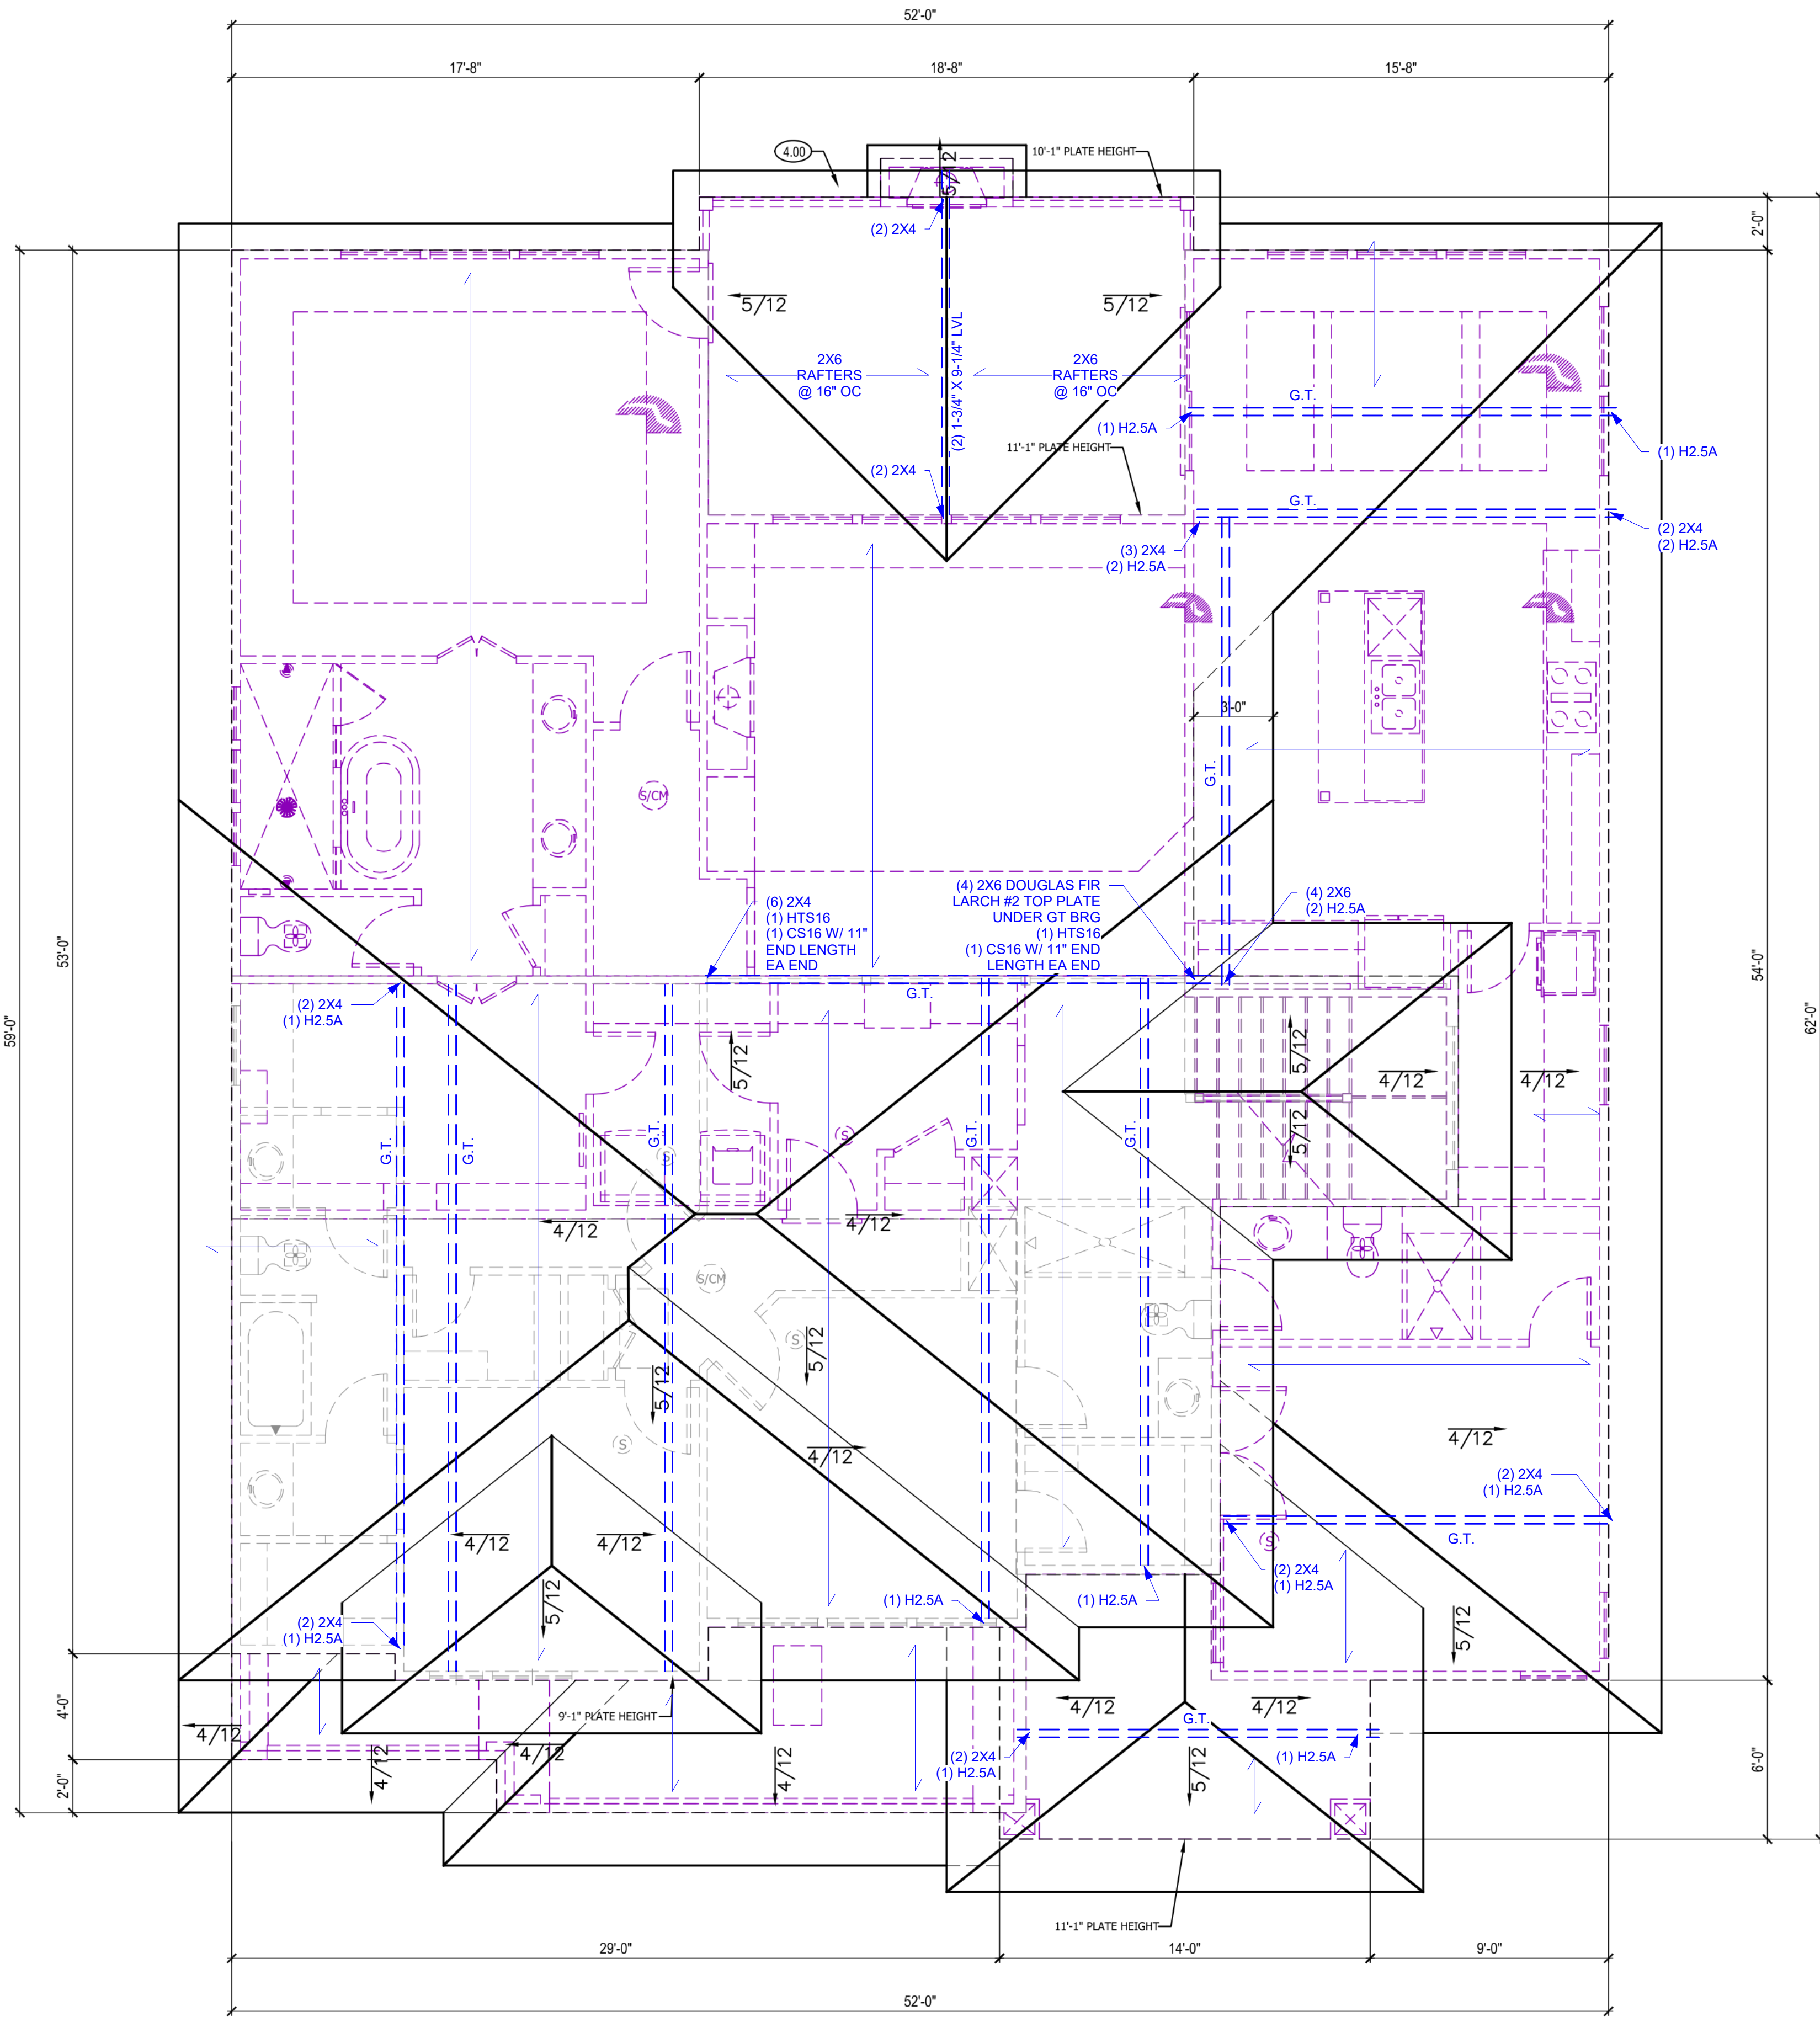 52'-0"
17'-8"
18'-8"
15'-8"
4.00
10'-1" PLATE HEIGHT
5/12
2'-0"
(2) 2X4
5/12
5/12
(2) 1-3/4" X 9-1/4" LVL
2X6
RAFTERS
@ 16" OC
2X6
RAFTERS
@ 16" OC
G.T.
(1) H2.5A
(1) H2.5A
11'-1" PLATE HEIGHT
(2) 2X4
G.T.
(2) 2X4
(2) H2.5A
(3) 2X4
(2) H2.5A
3'-0"
G.T.
S/CM
(6) 2X4
(1) HTS16
(1) CS16 W/ 11"
END LENGTH
EA END
(4) 2X6 DOUGLAS FIR
LARCH #2 TOP PLATE
UNDER GT BRG
(1) HTS16
(1) CS16 W/ 11" END
LENGTH EA END
(4) 2X6
(2) H2.5A
53'-0"
59'-0"
54'-0"
62'-0"
(2) 2X4
(1) H2.5A
G.T.
5/12
5/12
4/12
4/12
G.T.
G.T.
G.T.
G.T.
G.T.
S
S
5/12
4/12
4/12
S/CM
S
5/12
5/12
S
4/12
4/12
4/12
4/12
(2) 2X4
(1) H2.5A
G.T.
S
(2) 2X4
(1) H2.5A
5/12
(1) H2.5A
(1) H2.5A
(2) 2X4
(1) H2.5A
5/12
4'-0"
9'-1" PLATE HEIGHT
4/12
4/12
G.T.
4/12
4/12
4/12
4/12
(2) 2X4
(1) H2.5A
(1) H2.5A
5/12
2'-0"
6'-0"
11'-1" PLATE HEIGHT
29'-0"
14'-0"
9'-0"
52'-0"